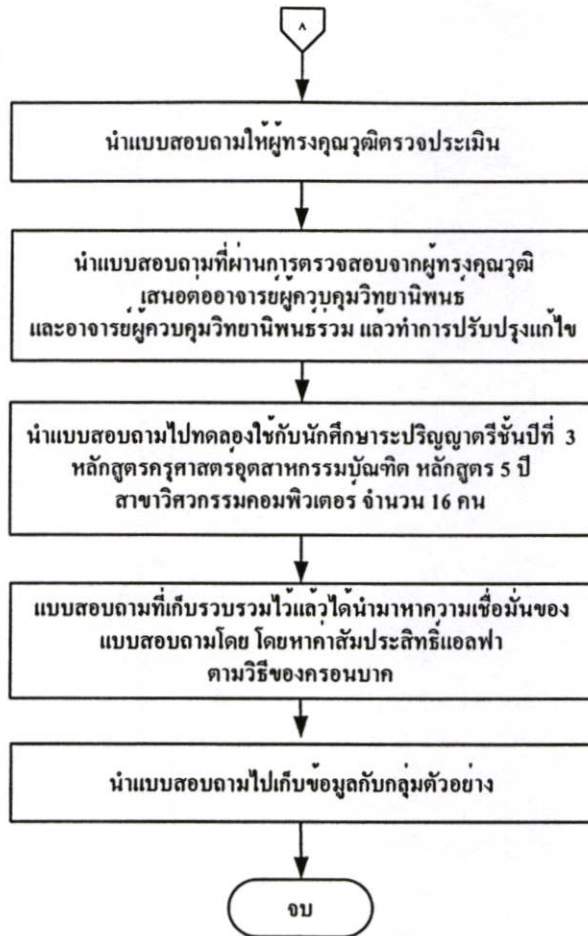 A
นำแบบสอบถามให้ผู้ทรงคุณวุฒิตรวจประเมิน
นำแบบสอบถามที่ผ่านการตรวจสอบจากผู้ทรงคุณวุฒิ
เสนอต่ออาจารย์ผู้ควบคุมวิทยานิพนธ์
และอาจารย์ผู้ควบคุมวิทยานิพนธ์ร่วม แล้วทำการปรับปรุงแก้ไข
นำแบบสอบถามไปทดลองใช้กับนักศึกษาระปริญญาตรีชั้นปีที่ 3
หลักสูตรครุศาสตร์อุตสาหกรรมบัณฑิต หลักสูตร 5 ปี
สาขาวิศวกรรมคอมพิวเตอร์ จำนวน 16 คน
แบบสอบถามที่เก็บรวบรวมไว้แล้วได้นำมาหาความเชื่อมั่นของ
แบบสอบถามโดย โดยหาค่าสัมประสิทธิ์แอลฟา
ตามวิธีของครอนบาค
นำแบบสอบถามไปเก็บข้อมูลกับกลุ่มตัวอย่าง
จบ